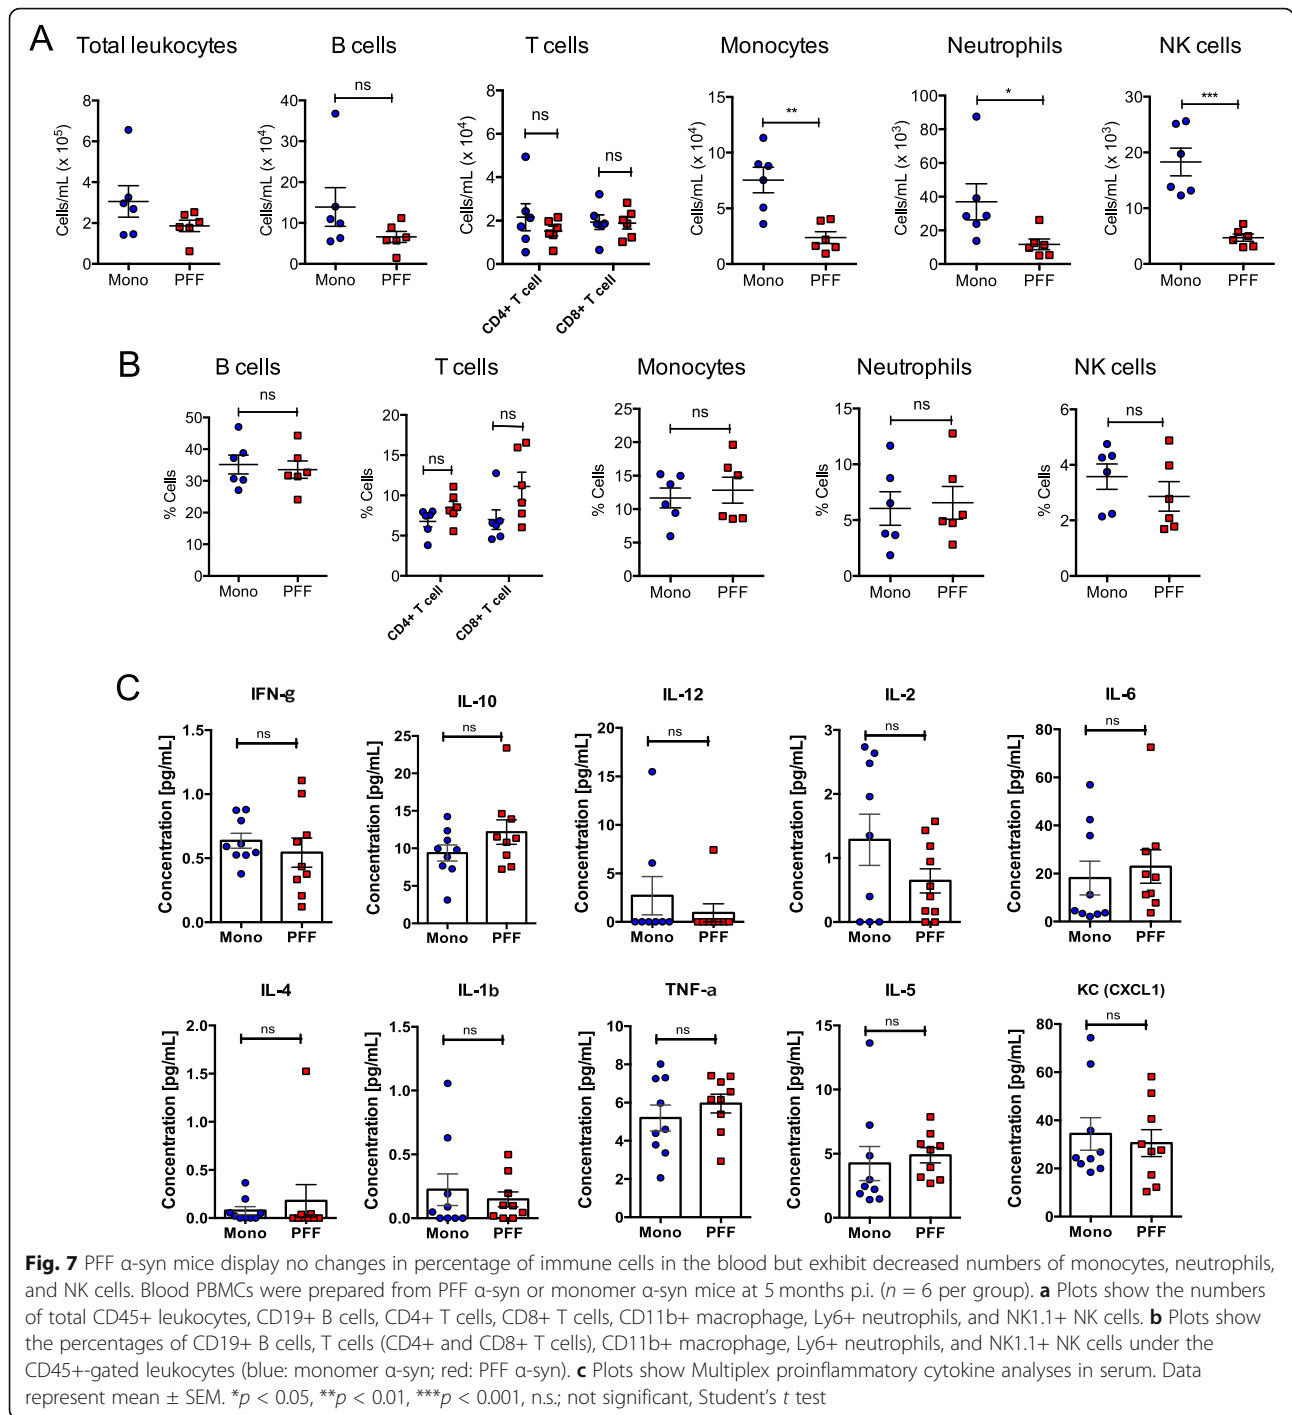 A
Total leukocytes
B cells
T cells
Monocytes
Neutrophils
NK cells
Cells/mL (x 10⁵)
8
6
4
2
0
Mono PFF
Cells/mL (x 10⁴)
ns
40
30
20
10
0
Mono PFF
Cells/mL (x 10⁴)
ns
ns
8
6
4
2
0
CD4+ T cell
CD8+ T cell
Cells/mL (x 10⁴)
**
15
10
5
0
Mono PFF
Cells/mL (x 10³)
*
100
80
60
40
20
0
Mono PFF
Cells/mL (x 10³)
***
30
20
10
0
Mono PFF
B
B cells
T cells
Monocytes
Neutrophils
NK cells
% Cells
ns
50
40
30
20
10
0
Mono PFF
% Cells
ns
ns
20
15
10
5
0
CD4+ T cell
CD8+ T cell
% Cells
ns
25
20
15
10
5
0
Mono PFF
% Cells
ns
15
10
5
0
Mono PFF
% Cells
ns
6
4
2
0
Mono PFF
C
IFN-g
Concentration [pg/mL]
ns
1.5
1.0
0.5
0.0
Mono PFF
IL-10
Concentration [pg/mL]
ns
25
20
15
10
5
0
Mono PFF
IL-12
Concentration [pg/mL]
ns
20
15
10
5
0
Mono PFF
IL-2
Concentration [pg/mL]
ns
3
2
1
0
Mono PFF
IL-6
Concentration [pg/mL]
ns
80
60
40
20
0
Mono PFF
IL-4
Concentration [pg/mL]
ns
2.0
1.5
1.0
0.5
0.0
Mono PFF
IL-1b
Concentration [pg/mL]
ns
1.5
1.0
0.5
0.0
Mono PFF
TNF-a
Concentration [pg/mL]
ns
8
6
4
2
0
Mono PFF
IL-5
Concentration [pg/mL]
ns
15
10
5
0
Mono PFF
KC (CXCL1)
Concentration [pg/mL]
ns
80
60
40
20
0
Mono PFF
Fig. 7 PFF α-syn mice display no changes in percentage of immune cells in the blood but exhibit decreased numbers of monocytes, neutrophils,
and NK cells. Blood PBMCs were prepared from PFF α-syn or monomer α-syn mice at 5 months p.i. (n = 6 per group). a Plots show the numbers
of total CD45+ leukocytes, CD19+ B cells, CD4+ T cells, CD8+ T cells, CD11b+ macrophage, Ly6+ neutrophils, and NK1.1+ NK cells. b Plots show
the percentages of CD19+ B cells, T cells (CD4+ and CD8+ T cells), CD11b+ macrophage, Ly6+ neutrophils, and NK1.1+ NK cells under the
CD45+-gated leukocytes (blue: monomer α-syn; red: PFF α-syn). c Plots show Multiplex proinflammatory cytokine analyses in serum. Data
represent mean ± SEM. *p < 0.05, **p < 0.01, ***p < 0.001, n.s.; not significant, Student's t test